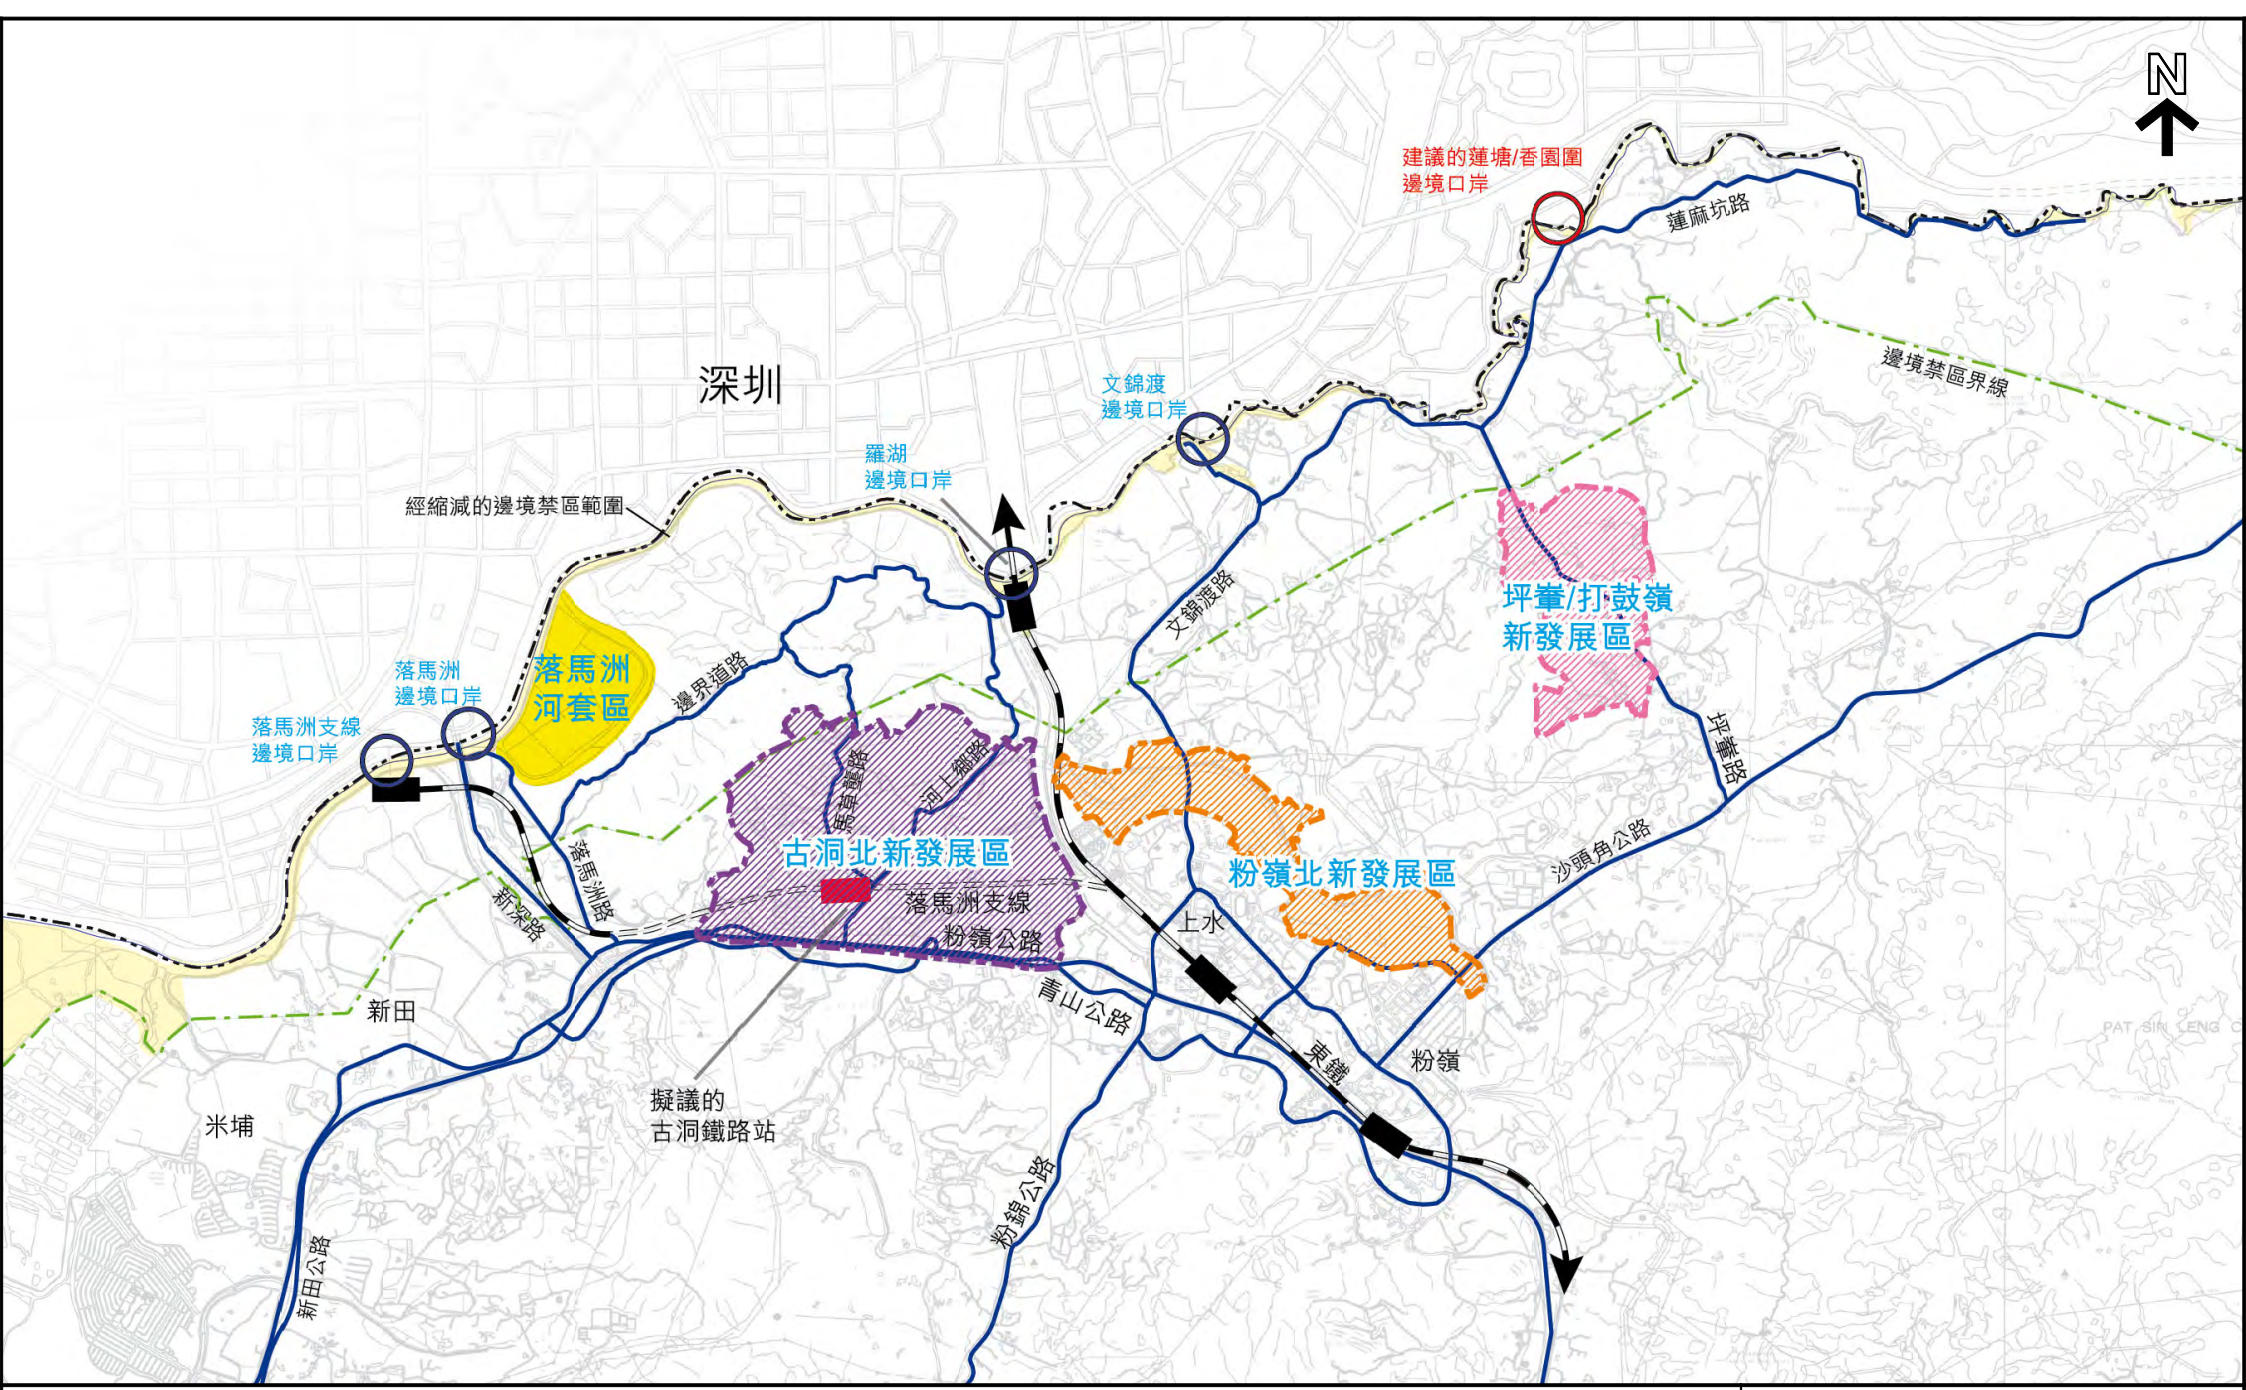 N
建議的蓮塘/香園圍
邊境口岸
蓮麻坑路
邊境禁區界線
深圳
文錦渡
邊境口岸
羅湖
邊境口岸
經縮減的邊境禁區範圍
文錦渡路
坪輋/打鼓嶺
新發展區
落馬洲
河套區
落馬洲
邊境口岸
邊界道路
落馬洲支線
邊境口岸
坪輋路
馬草壟路
河上鄉路
古洞北新發展區
粉嶺北新發展區
沙頭角公路
落馬洲路
新深路
落馬洲支線
粉嶺公路
上水
青山公路
新田
PAT SIN LENG C
東鐵
粉嶺
擬議的
古洞鐵路站
米埔
粉錦公路
新田公路